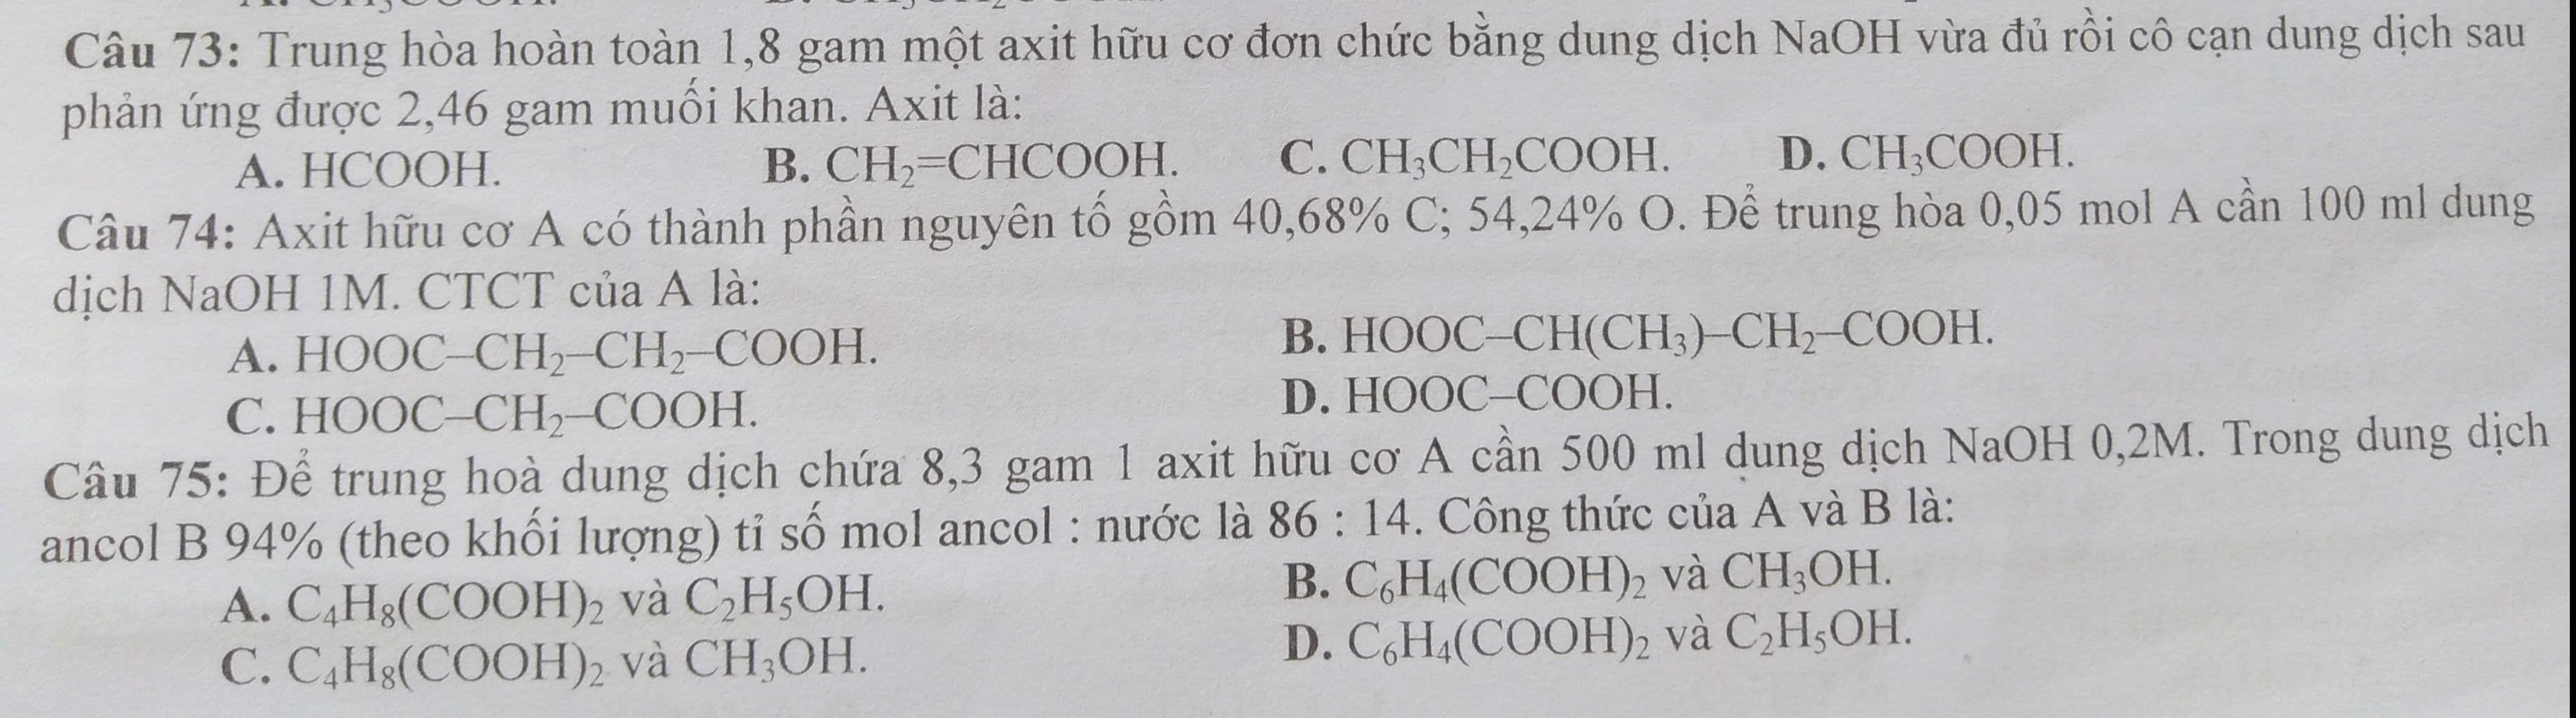 Câu 73: Trung hòa hoàn toàn 1,8 gam một axit hữu cơ đơn chức bằng dung dịch NaOH vừa đủ rồi cô cạn dung dịch sau
phản ứng được 2,46 gam muối khan. Axit là:
A. HCOOH. B. CH₂=CHCOOH. C. CH₃CH₂COOH. D. CH₃COOH.
Câu 74: Axit hữu cơ A có thành phần nguyên tố gồm 40,68% C; 54,24% O. Để trung hòa 0,05 mol A cần 100 ml dung
dịch NaOH 1M. CTCT của A là:
A. HOOC–CH₂–CH₂–COOH. B. HOOC–CH(CH₃)–CH₂–COOH.
C. HOOC–CH₂–COOH. D. HOOC–COOH.
Câu 75: Để trung hoà dung dịch chứa 8,3 gam 1 axit hữu cơ A cần 500 ml dung dịch NaOH 0,2M. Trong dung dịch
ancol B 94% (theo khối lượng) tỉ số mol ancol : nước là 86 : 14. Công thức của A và B là:
A. C₄H₈(COOH)₂ và C₂H₅OH. B. C₆H₄(COOH)₂ và CH₃OH.
C. C₄H₈(COOH)₂ và CH₃OH. D. C₆H₄(COOH)₂ và C₂H₅OH.